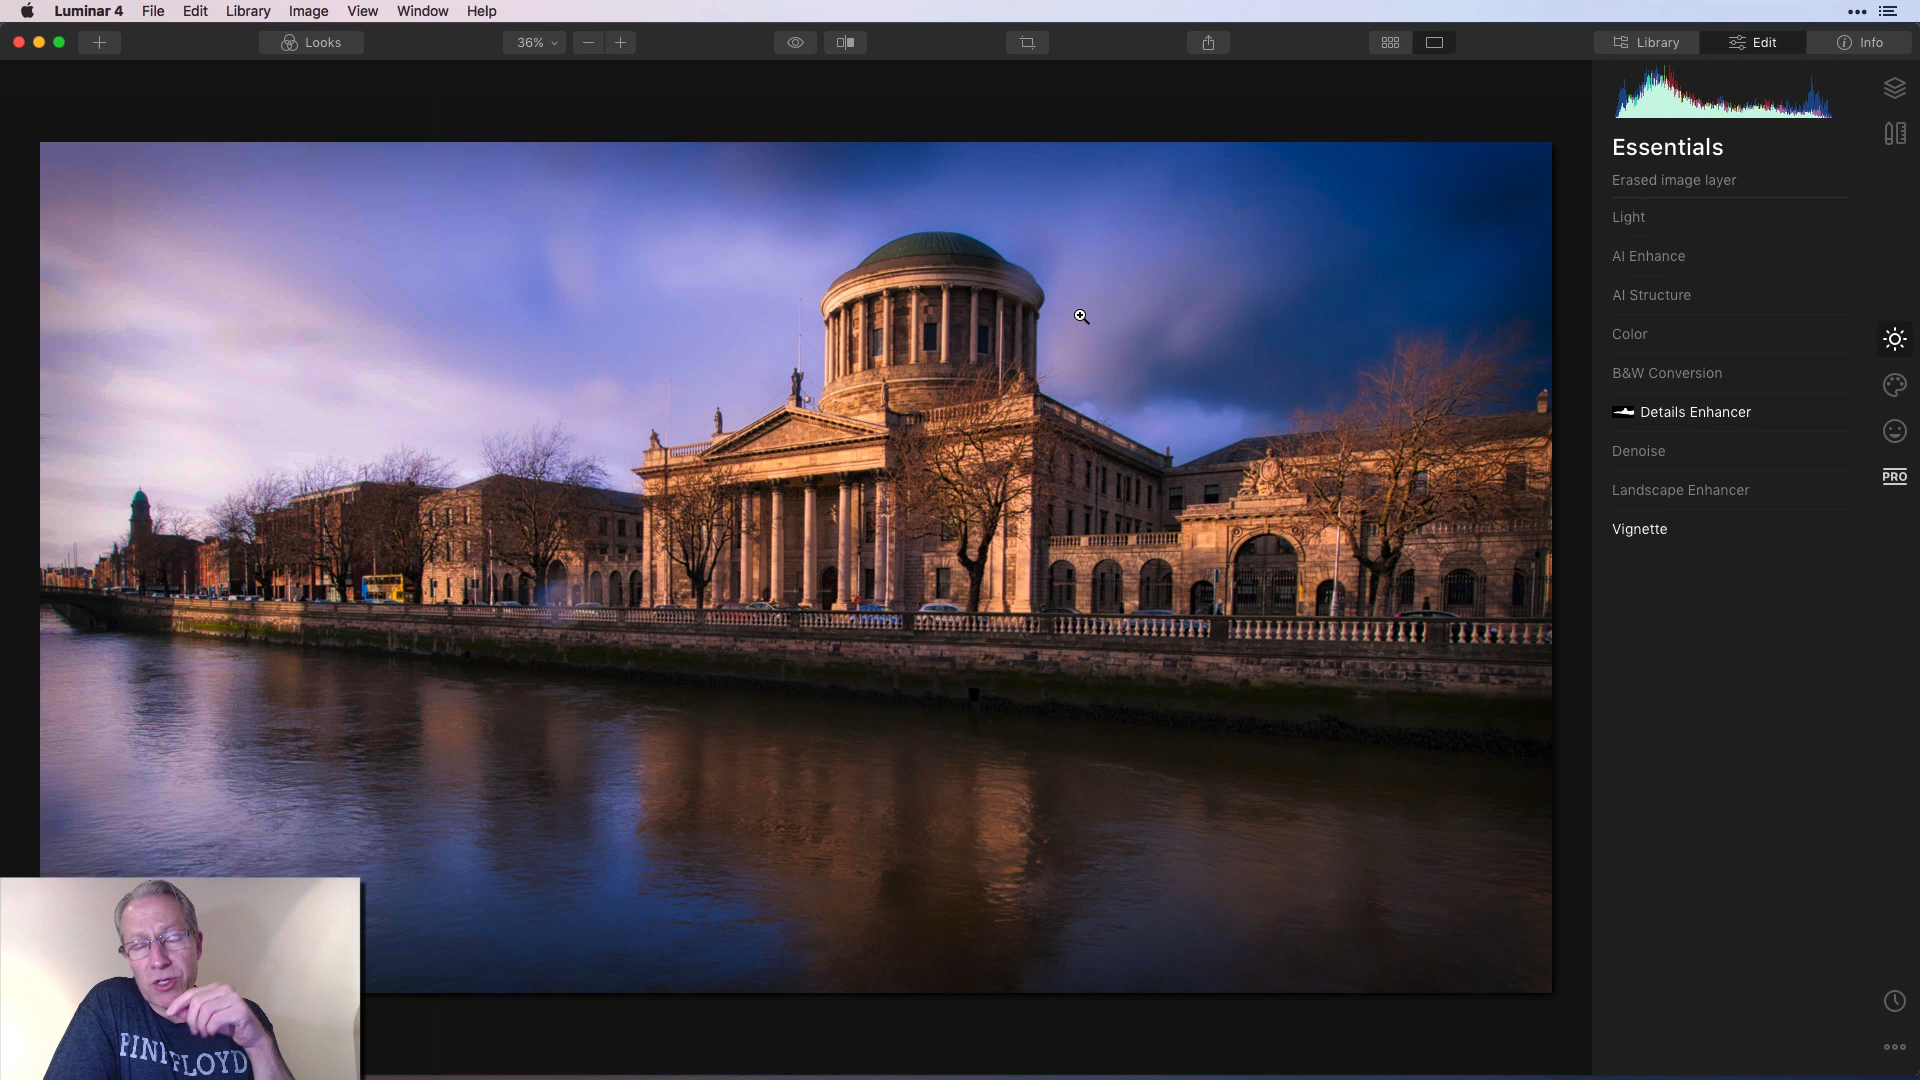 Luminar 4 File Edit Library Image View Window Help
Looks 36% Library Edit Info
Essentials
Erased image layer
Light
AI Enhance
AI Structure
Color
B&W Conversion
Details Enhancer
Denoise
Landscape Enhancer
Vignette
PRO
PINK FLOYD